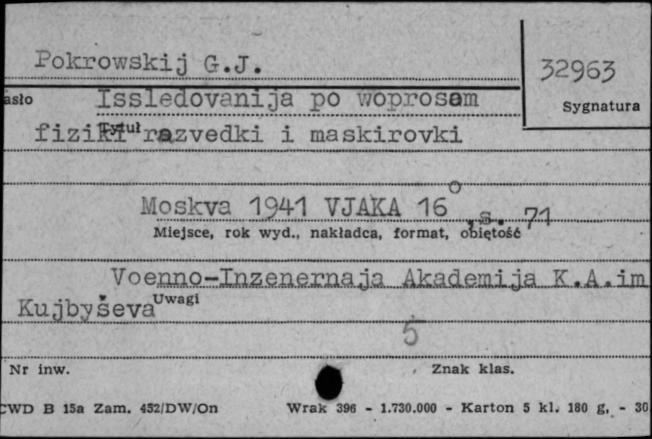 Pokrowskij G.J.
32963
asło Issledovanija po woprosam
Sygnatura
fiziki razvedki i maskirovki
Tytuł
Moskva 1941 VJAKA 16° ,s. 71
Miejsce, rok wyd., nakładca, format, objętość
Voenno-Inzenernaja Akademija K.A.im
Kujbyševa
Uwagi
5
Nr inw. Znak klas.
CWD B 15a Zam. 452/DW/On Wrak 396 - 1.730.000 - Karton 5 kl. 180 g, - 30